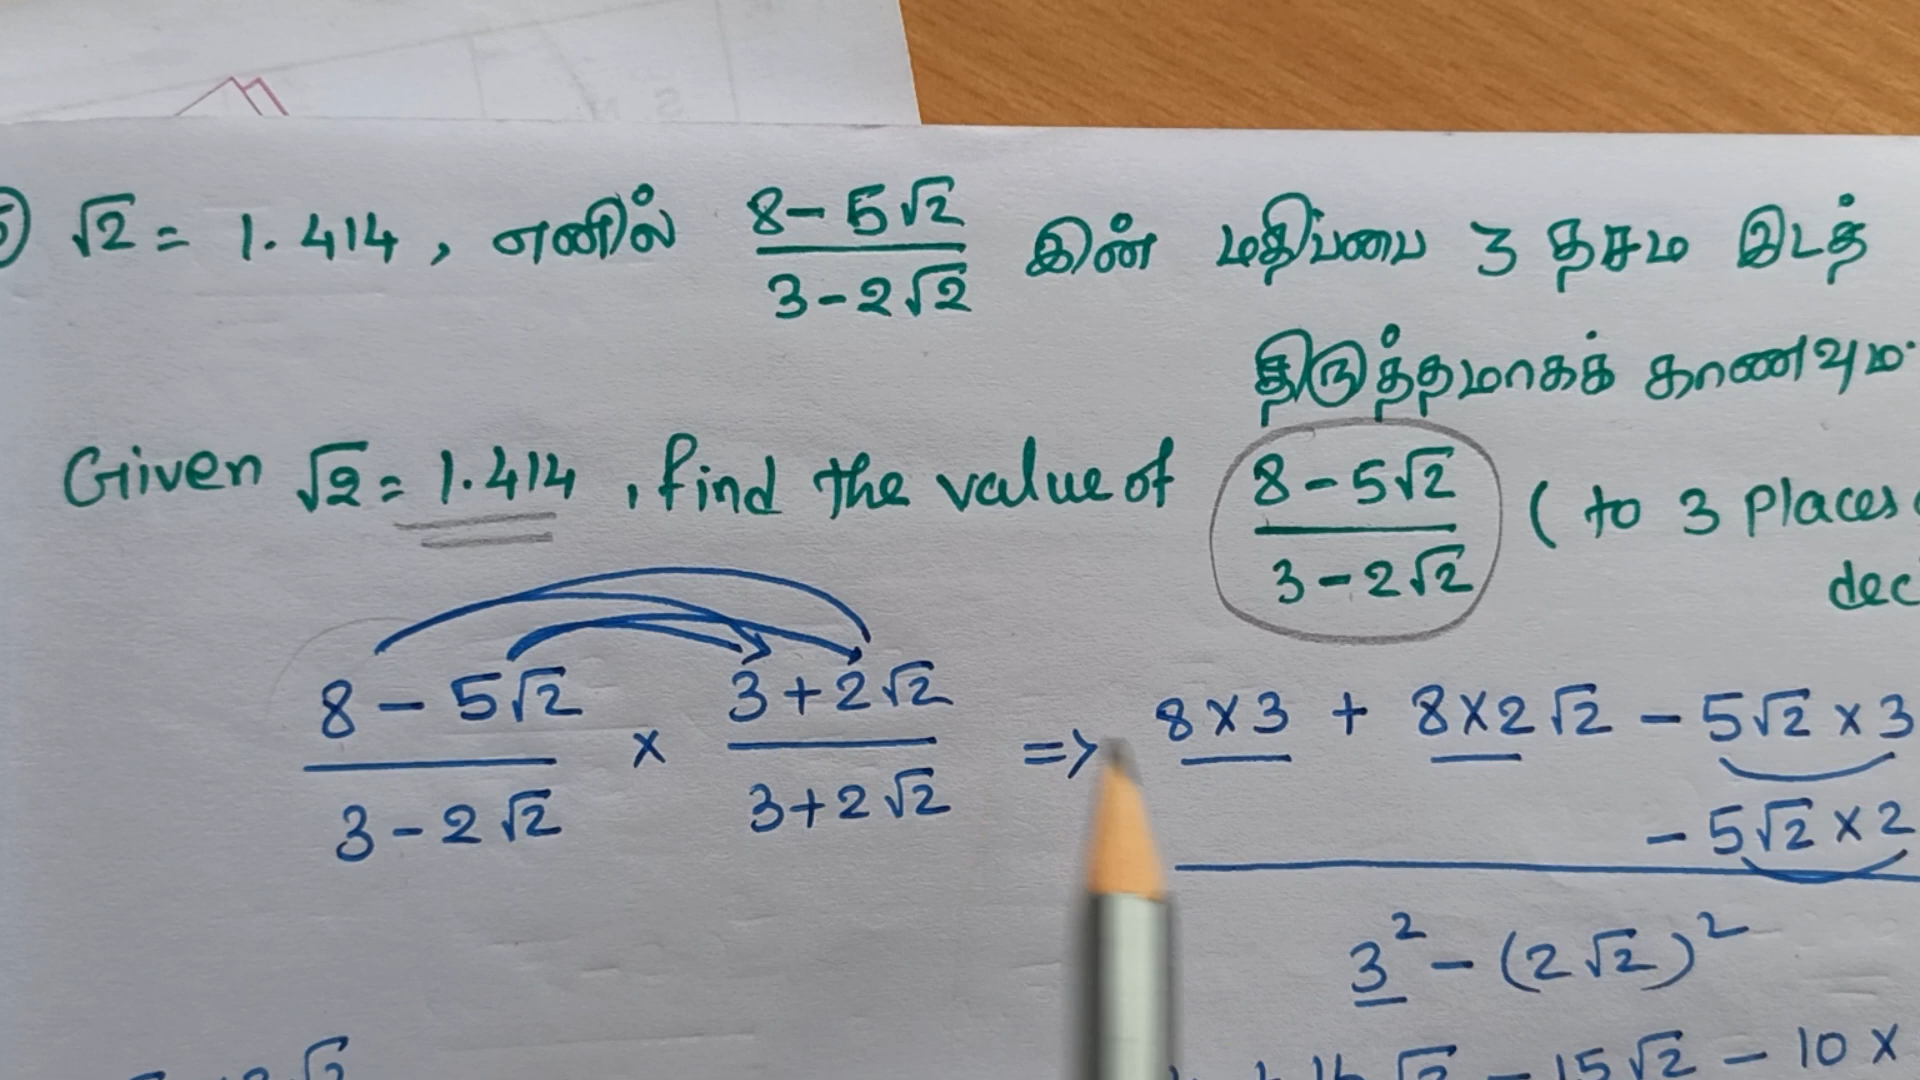 √2 = 1.414, எனில் (8-5√2)/(3-2√2) இன் மதிப்பை 3 தசம இடத்
திருத்தமாகக் காணவும்.
Given √2 = 1.414, find the value of (8-5√2)/(3-2√2) ( to 3 places
(8-5√2)/(3-2√2) × (3+2√2)/(3+2√2) => 8×3 + 8×2√2 - 5√2×3
- 5√2×2
3² - (2√2)²
- 15√2 - 10×